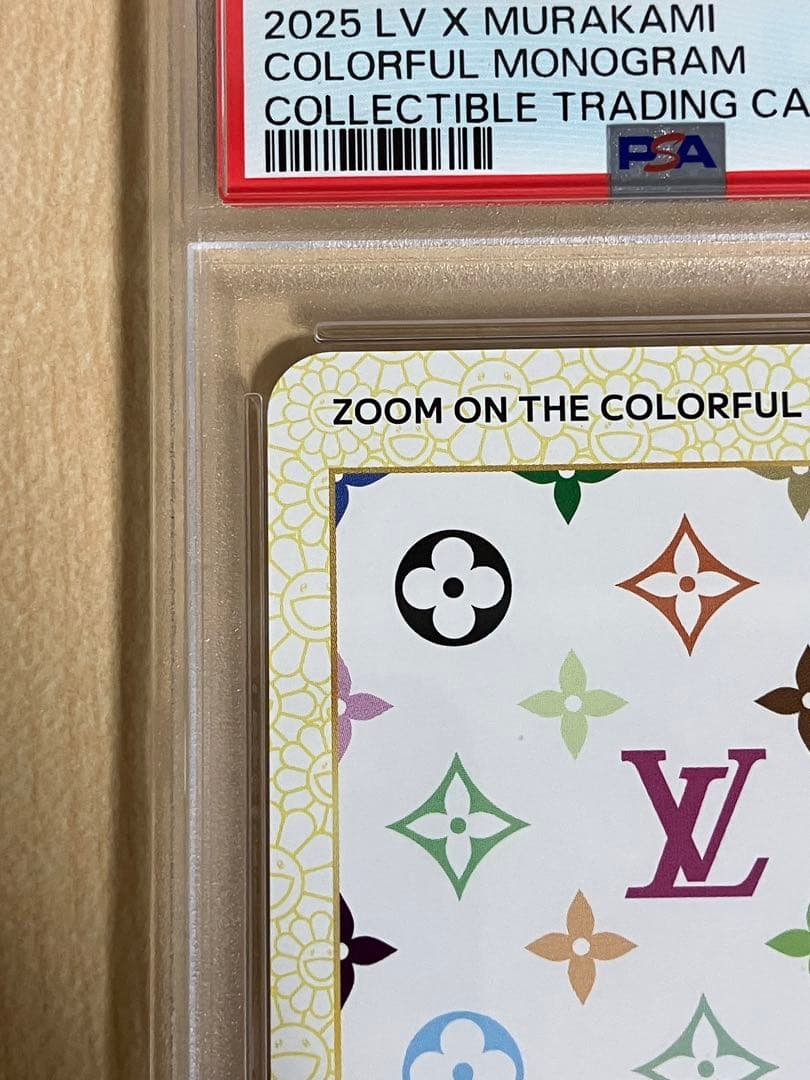 2025 LV X MURAKAMI
COLORFUL MONOGRAM
COLLECTIBLE TRADING CA
PSA
ZOOM ON THE COLORFUL
LV